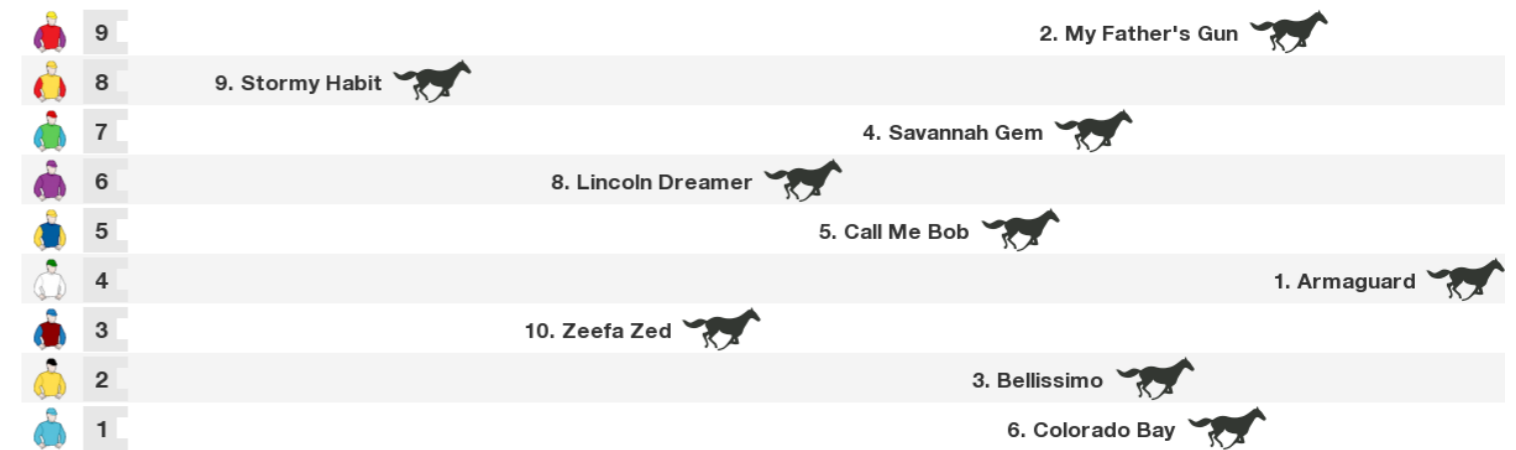 9 2. My Father's Gun
8 9. Stormy Habit
7 4. Savannah Gem
6 8. Lincoln Dreamer
5 5. Call Me Bob
4 1. Armaguard
3 10. Zeefa Zed
2 3. Bellissimo
1 6. Colorado Bay